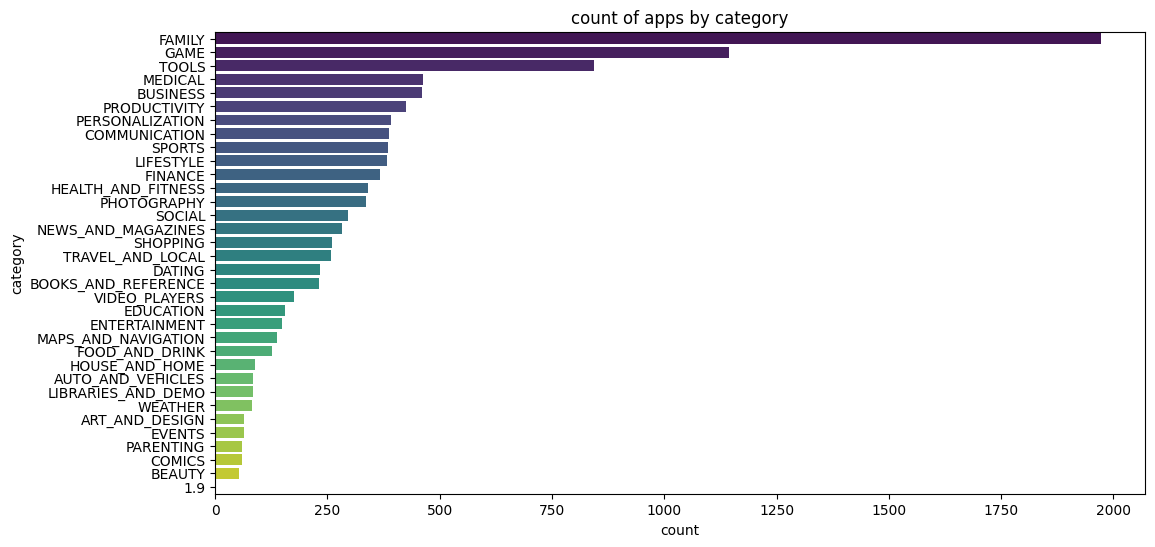 count of apps by category
FAMILY
GAME
TOOLS
MEDICAL
BUSINESS
PRODUCTIVITY
PERSONALIZATION
COMMUNICATION
SPORTS
LIFESTYLE
FINANCE
HEALTH_AND_FITNESS
PHOTOGRAPHY
SOCIAL
NEWS_AND_MAGAZINES
SHOPPING
TRAVEL_AND_LOCAL
DATING
BOOKS_AND_REFERENCE
VIDEO_PLAYERS
EDUCATION
ENTERTAINMENT
MAPS_AND_NAVIGATION
FOOD_AND_DRINK
HOUSE_AND_HOME
AUTO_AND_VEHICLES
LIBRARIES_AND_DEMO
WEATHER
ART_AND_DESIGN
EVENTS
PARENTING
COMICS
BEAUTY
1.9
category
0 250 500 750 1000 1250 1500 1750 2000
count